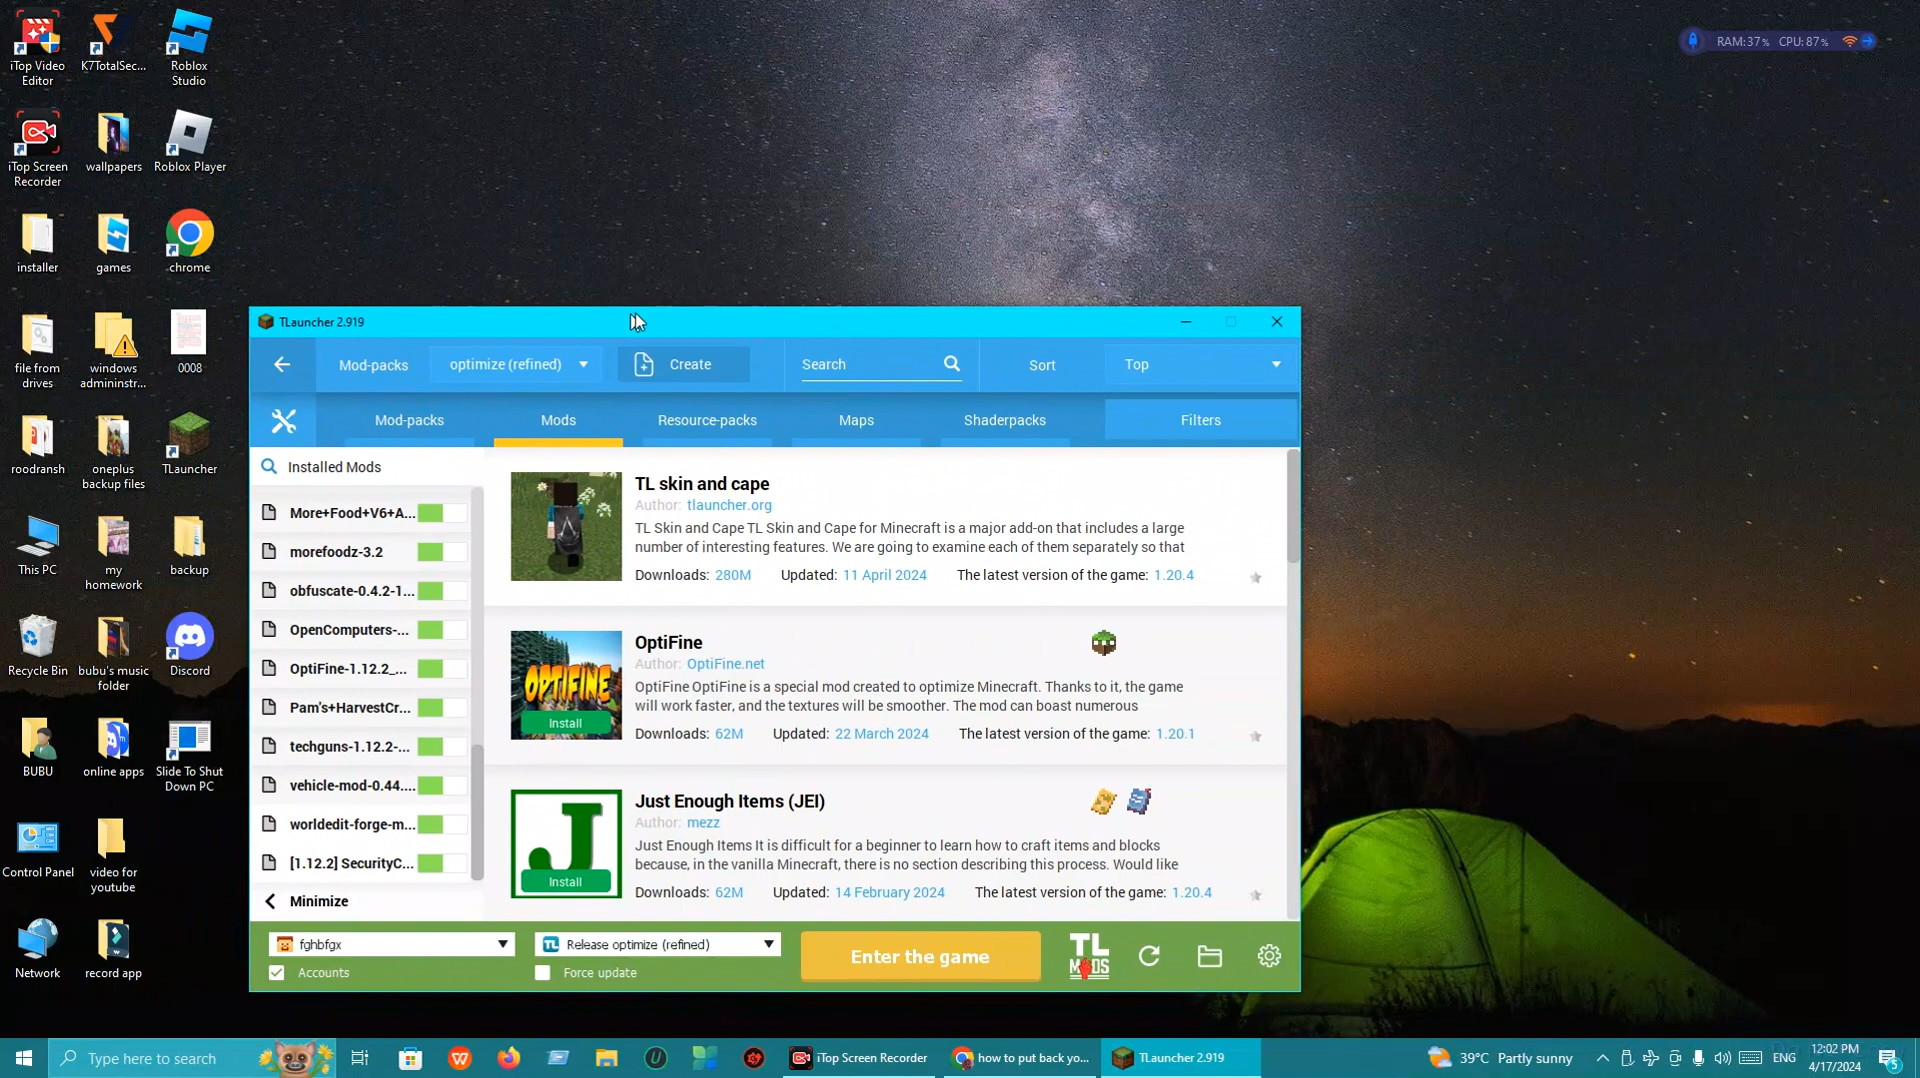 iTop Video
Editor
K7TotalSec...
Roblox
Studio
iTop Screen
Recorder
wallpapers
Roblox Player
installer
games
chrome
file from
drives
windows
admininstr...
0008
roodransh
oneplus
backup files
TLauncher
This PC
my
homework
backup
Recycle Bin
bubu's music
folder
Discord
BUBU
online apps
Slide To Shut
Down PC
Control Panel
video for
youtube
Network
record app
RAM:37% CPU:87%
TLauncher 2.919
Mod-packs
optimize (refined)
Create
Search
Sort
Top
Mod-packs
Mods
Resource-packs
Maps
Shaderpacks
Filters
Installed Mods
More+Food+V6+A...
morefoodz-3.2
obfuscate-0.4.2-1...
OpenComputers-...
OptiFine-1.12.2_...
Pam's+HarvestCr...
techguns-1.12.2-...
vehicle-mod-0.44....
worldedit-forge-m...
[1.12.2] SecurityC...
Minimize
TL skin and cape
Author: tlauncher.org
TL Skin and Cape TL Skin and Cape for Minecraft is a major add-on that includes a large
number of interesting features. We are going to examine each of them separately so that
Downloads: 280M Updated: 11 April 2024 The latest version of the game: 1.20.4
OPTIFINE
Install
OptiFine
Author: OptiFine.net
OptiFine OptiFine is a special mod created to optimize Minecraft. Thanks to it, the game
will work faster, and the textures will be smoother. The mod can boast numerous
Downloads: 62M Updated: 22 March 2024 The latest version of the game: 1.20.1
J
Install
Just Enough Items (JEI)
Author: mezz
Just Enough Items It is difficult for a beginner to learn how to craft items and blocks
because, in the vanilla Minecraft, there is no section describing this process. Would like
Downloads: 62M Updated: 14 February 2024 The latest version of the game: 1.20.4
fghbfgx
Accounts
TL Release optimize (refined)
Force update
Enter the game
TL
MODS
Type here to search
iTop Screen Recorder
how to put back yo...
TLauncher 2.919
39°C Partly sunny
ENG
12:02 PM
4/17/2024
5